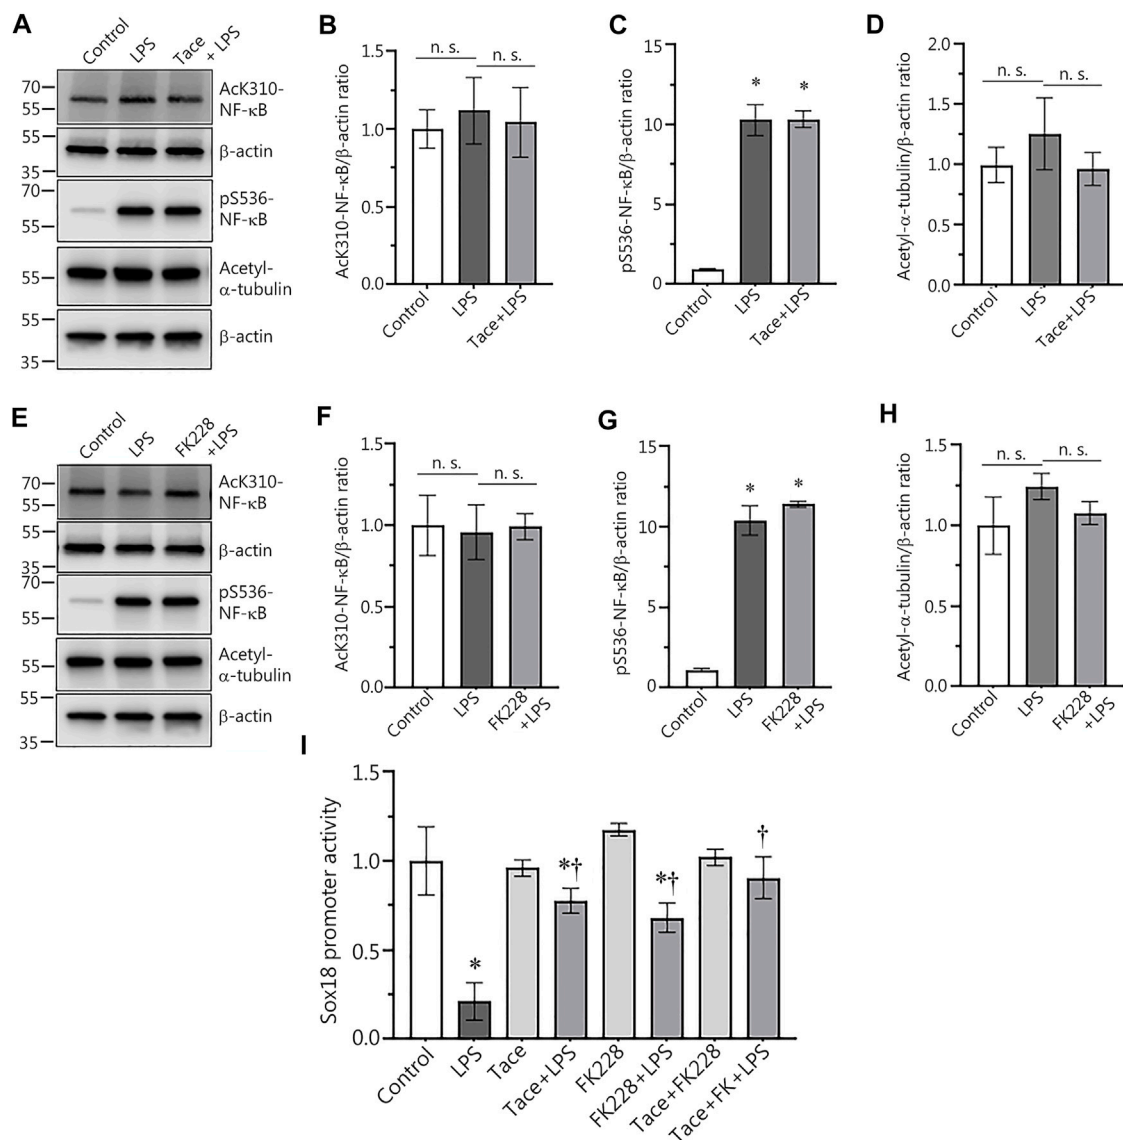 A
Control
LPS
Tace
+ LPS
70
55
AcK310-
NF-κB
55
35
β-actin
70
55
pS536-
NF-κB
55
Acetyl-
α-tubulin
55
35
β-actin
B
AcK310-NF-κB/β-actin ratio
1.5
1.0
0.5
0.0
n. s.
n. s.
Control
LPS
Tace+LPS
C
pS536-NF-κB/β-actin ratio
15
10
5
0
*
*
Control
LPS
Tace+LPS
D
Acetyl-α-tubulin/β-actin ratio
2.0
1.5
1.0
0.5
0.0
n. s.
n. s.
Control
LPS
Tace+LPS
E
Control
LPS
FK228
+LPS
70
55
AcK310-
NF-κB
55
35
β-actin
70
55
pS536-
NF-κB
55
Acetyl-
α-tubulin
55
35
β-actin
F
AcK310-NF-κB/β-actin ratio
1.5
1.0
0.5
0.0
n. s.
n. s.
Control
LPS
FK228
+LPS
G
pS536-NF-κB/β-actin ratio
15
10
5
0
*
*
Control
LPS
FK228
+LPS
H
Acetyl-α-tubulin/β-actin ratio
1.5
1.0
0.5
0.0
n. s.
n. s.
Control
LPS
FK228
+LPS
I
Sox18 promoter activity
1.5
1.0
0.5
0.0
*
*†
*†
†
Control
LPS
Tace
Tace+LPS
FK228
FK228+LPS
Tace+FK228
Tace+FK+LPS